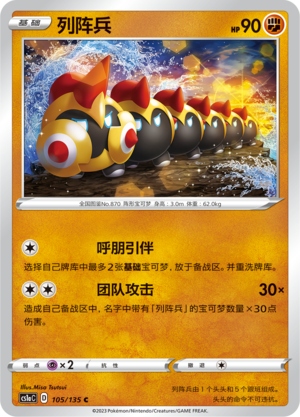 基础 列阵兵 HP 90
全国图鉴No.870 阵形宝可梦 身高：3.0m 体重：62.0kg
呼朋引伴
选择自己牌库中最多2张基础宝可梦，放于备战区。并重洗牌库。
团队攻击 30×
造成自己备战区中，名字中带有「列阵兵」的宝可梦数量×30点
伤害。
弱点 ×2 抗性 撤退
Illus. Misa Tsutsui
CS1aC D 105/135 C
列阵兵由1个头头和5个跟班组成。
头头的命令不可违抗。
©2023 Pokémon/Nintendo/Creatures/GAME FREAK.